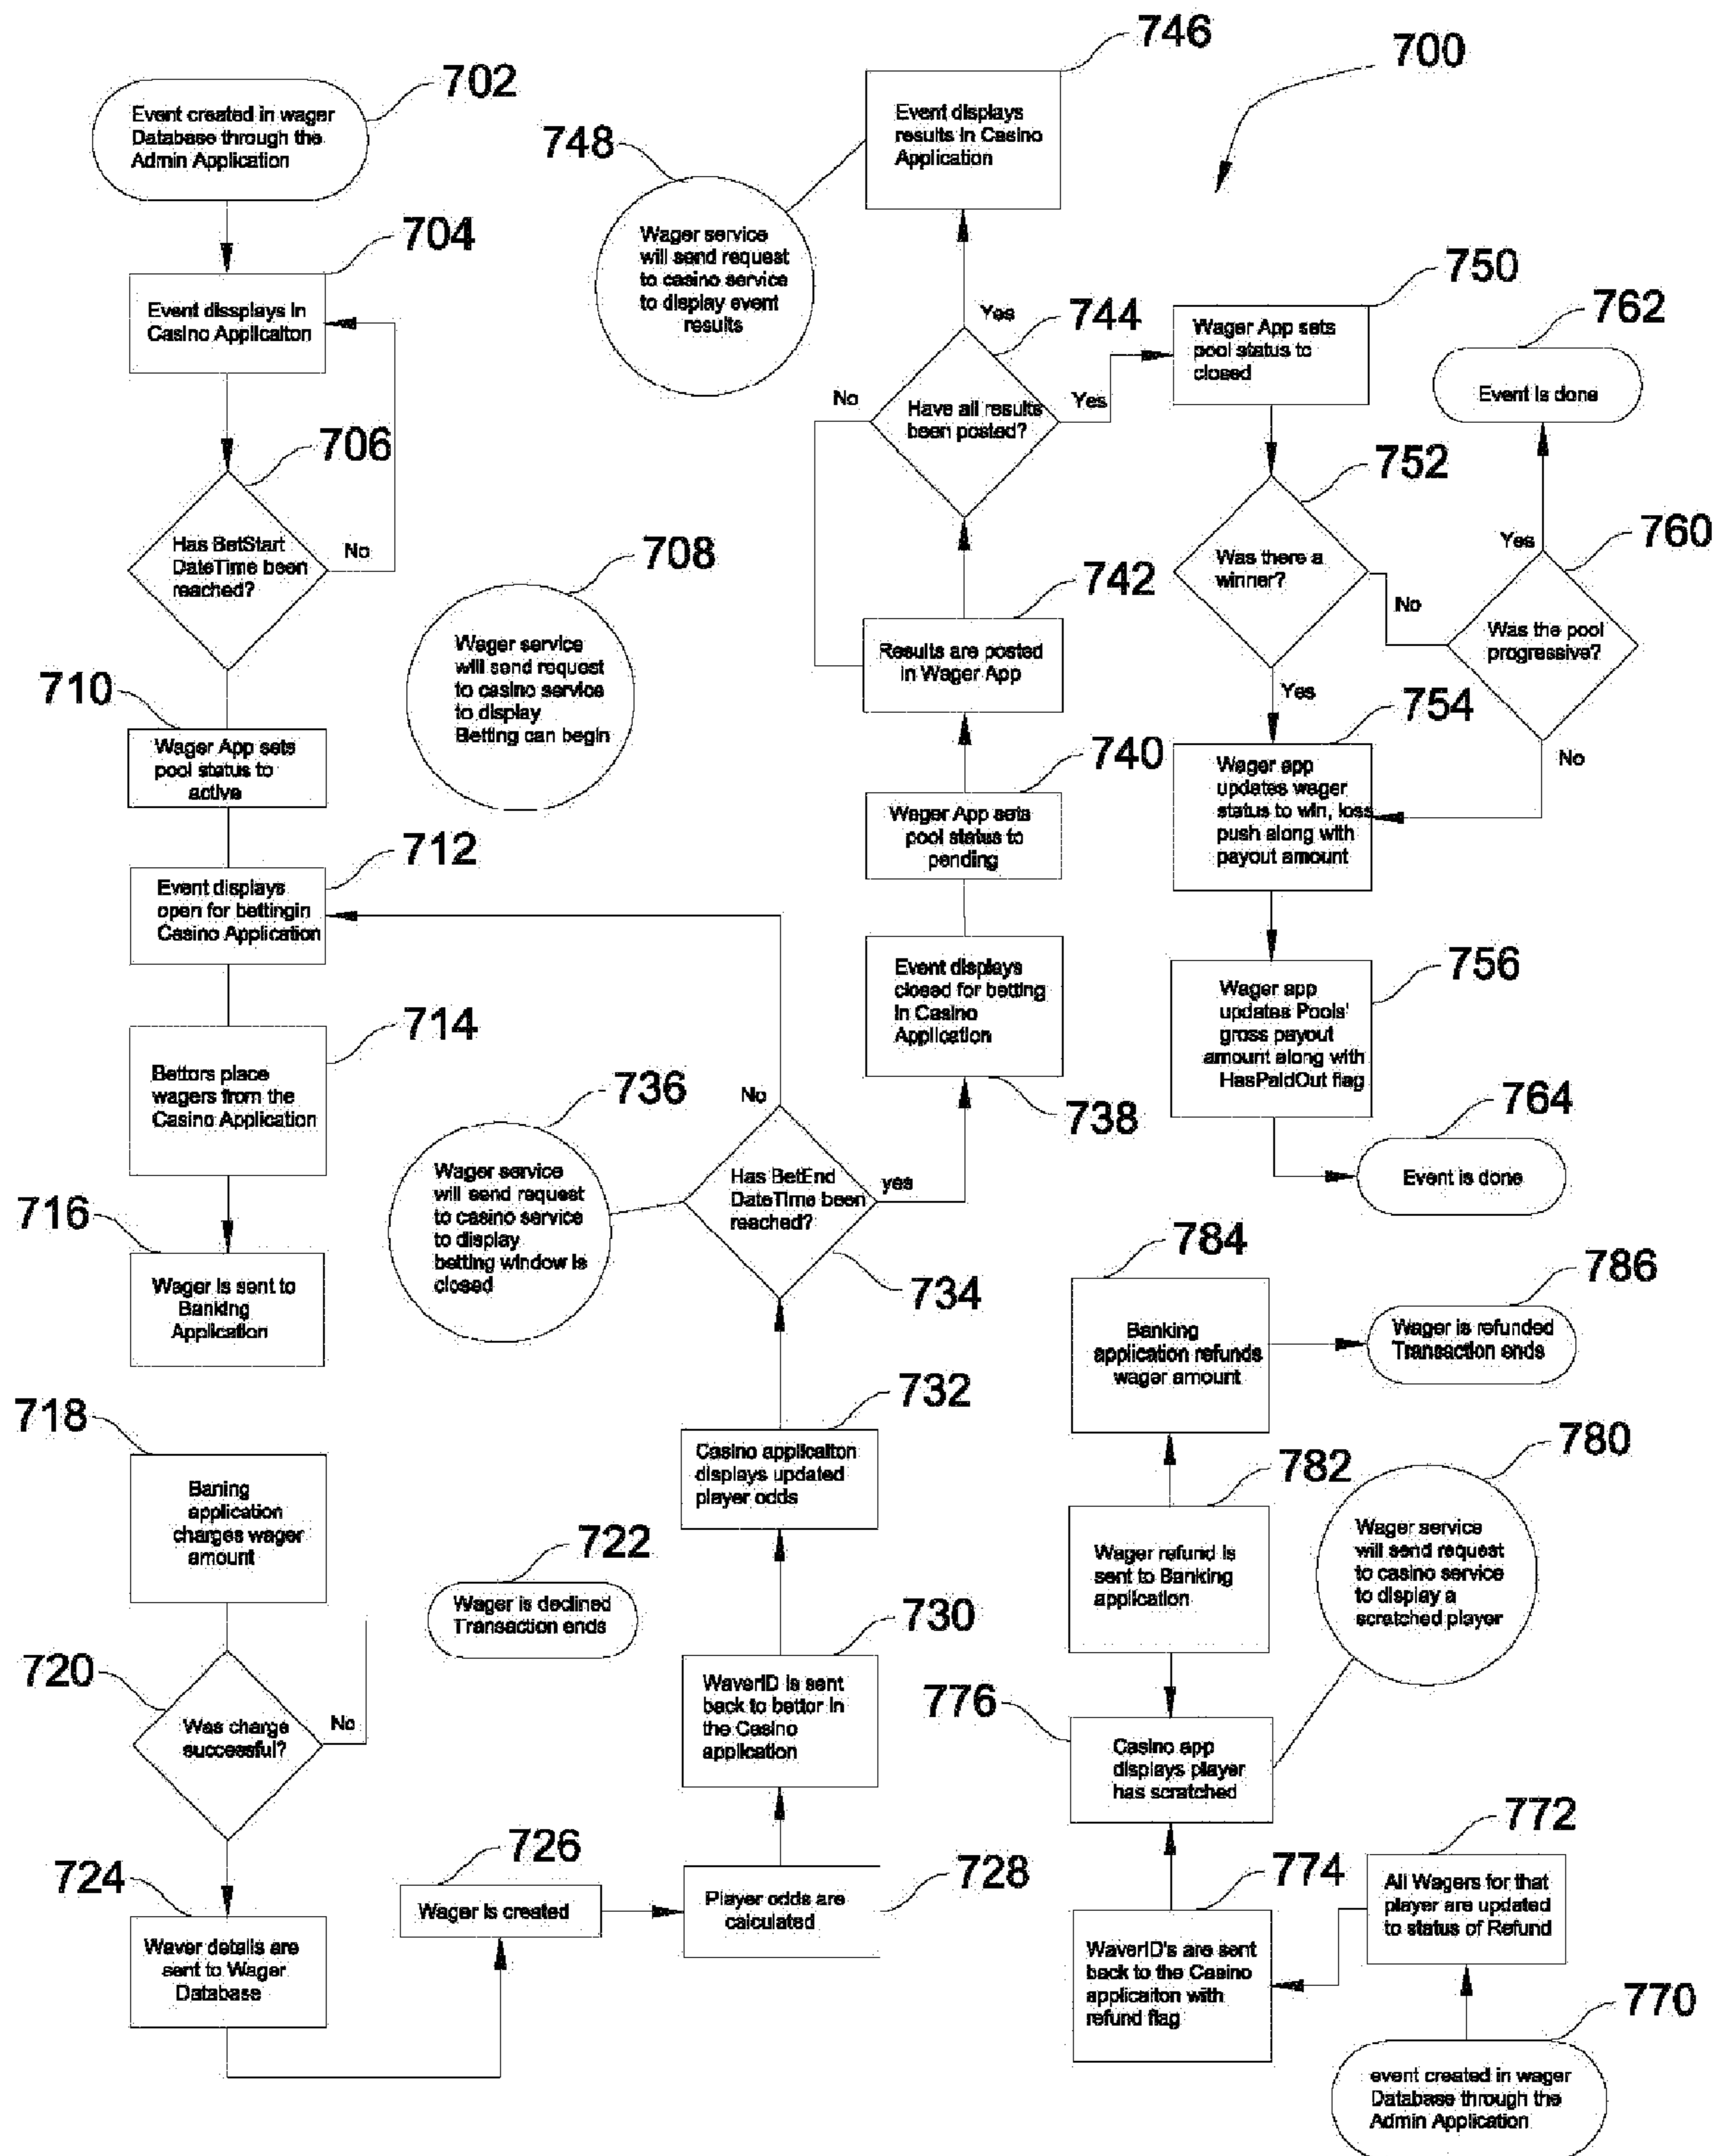 702
Event created in wager
Database through the
Admin Application
704
Event dissplays in
Casino Applicaiton
706
Has BetStart
DateTime been
reached?
No
708
Wager service
will send request
to casino service
to display
Betting can begin
710
Wager App sets
pool status to
active
712
Event displays
open for bettingin
Casino Application
714
Bettors place
wagers from the
Casino Application
716
Wager is sent to
Banking
Application
718
Baning
application
charges wager
amount
720
Was charge
successful?
No
722
Wager is declined
Transaction ends
724
Waver details are
sent to Wager
Database
726
Wager is created
728
Player odds are
calculated
730
WaverID is sent
back to bettor in
the Casino
application
732
Casino applicaiton
displays updated
player odds
734
Has BetEnd
DateTime been
reached?
No
yes
736
Wager service
will send request
to casino service
to display
betting window is
closed
738
Event displays
closed for betting
in Casino
Application
740
Wager App sets
pool status to
pending
742
Results are posted
in Wager App
744
Have all results
been posted?
No
Yes
Yes
746
Event displays
results in Casino
Application
748
Wager service
will send request
to casino service
to display event
results
700
750
Wager App sets
pool status to
closed
752
Was there a
winner?
No
Yes
754
Wager app
updates wager
status to win, loss
push along with
payout amount
756
Wager app
updates Pools'
gross payout
amount along with
HasPaidOut flag
760
Was the pool
progressive?
Yes
No
762
Event is done
764
Event is done
784
Banking
application refunds
wager amount
786
Wager is refunded
Transaction ends
782
Wager refund is
sent to Banking
application
780
Wager service
will send request
to casino service
to display a
scratched player
776
Casino app
displays player
has scratched
774
WaverID's are sent
back to the Casino
applicaiton with
refund flag
772
All Wagers for that
player are updated
to status of Refund
770
event created in wager
Database through the
Admin Application